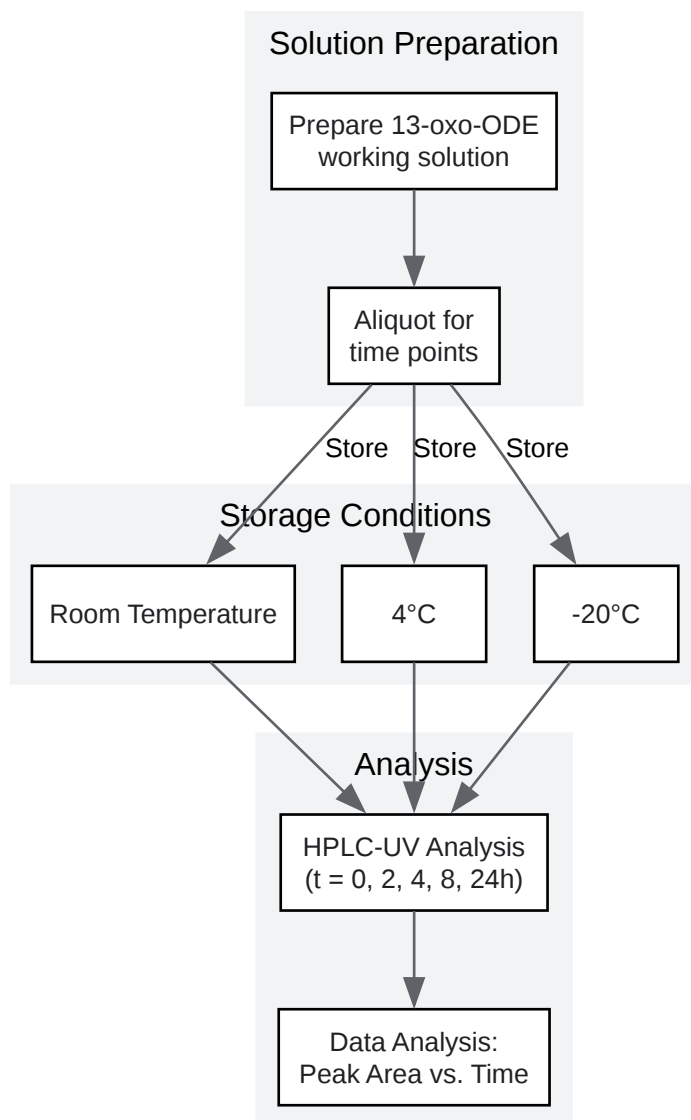 Solution Preparation
Prepare 13-oxo-ODE
working solution
Aliquot for
time points
Store
Store
Store
Storage Conditions
Room Temperature
4°C
-20°C
Analysis
HPLC-UV Analysis
(t = 0, 2, 4, 8, 24h)
Data Analysis:
Peak Area vs. Time